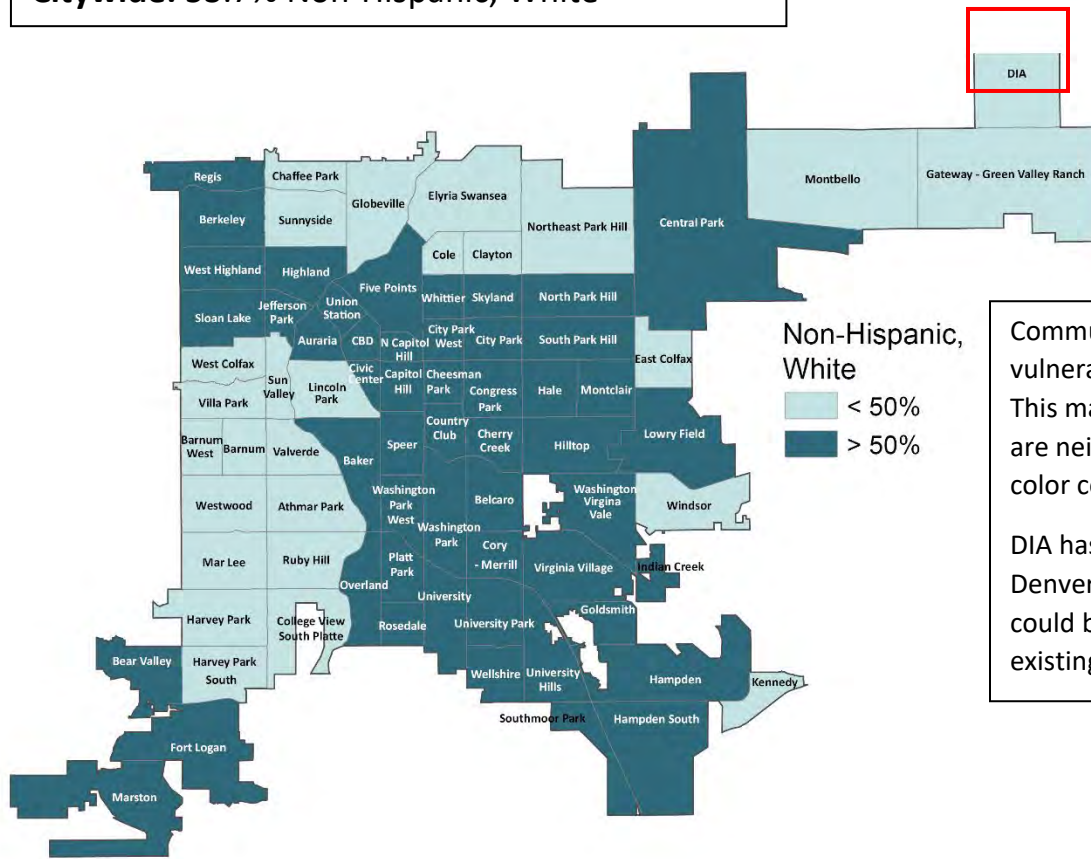 Citywide: 58.7% Non-Hispanic, White
DIA
Regis
Chaffee Park
Globeville
Elyria Swansea
Montbello
Gateway - Green Valley Ranch
Berkeley
Sunnyside
Northeast Park Hill
Central Park
Cole
Clayton
West Highland
Highland
Five Points
Whittier
Skyland
North Park Hill
Sloan Lake
Jefferson
Park
Union
Station
Auraria
CBD
N Capitol
Hill
City Park
West
City Park
South Park Hill
East Colfax
West Colfax
Sun
Valley
Lincoln
Park
Civic
Center
Capitol
Hill
Cheesman
Park
Congress
Park
Hale
Montclair
Villa Park
Barnum
West
Barnum
Valverde
Baker
Speer
Country
Club
Cherry
Creek
Hilltop
Lowry Field
Westwood
Athmar Park
Washington
Park
West
Washington
Park
Belcaro
Washington
Virgina
Vale
Windsor
Mar Lee
Ruby Hill
Overland
Platt
Park
Cory
- Merrill
Virginia Village
Indian Creek
University
Goldsmith
Harvey Park
College View
South Platte
Rosedale
University Park
Bear Valley
Harvey Park
South
Wellshire
University
Hills
Hampden
Kennedy
Southmoor Park
Hampden South
Fort Logan
Marston
Non-Hispanic,
White
< 50%
> 50%
Commu
vulnera
This ma
are nei
color co
DIA has
Denver
could b
existing